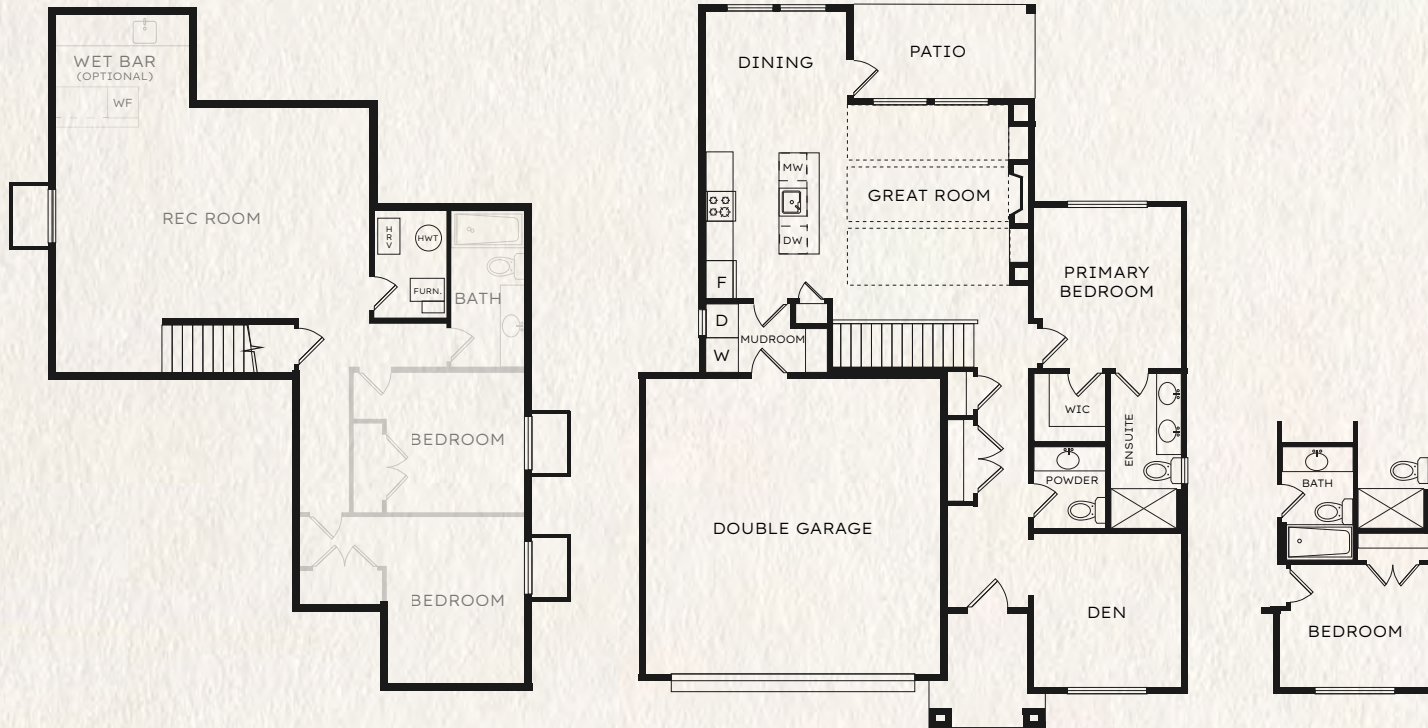 WET BAR
(OPTIONAL)
WF
REC ROOM
HRV
HWT
FURN.
BATH
BEDROOM
BEDROOM
DINING
PATIO
MW
GREAT ROOM
DW
F
D
W
MUDROOM
PRIMARY
BEDROOM
WIC
ENSUITE
POWDER
DOUBLE GARAGE
DEN
BATH
BEDROOM